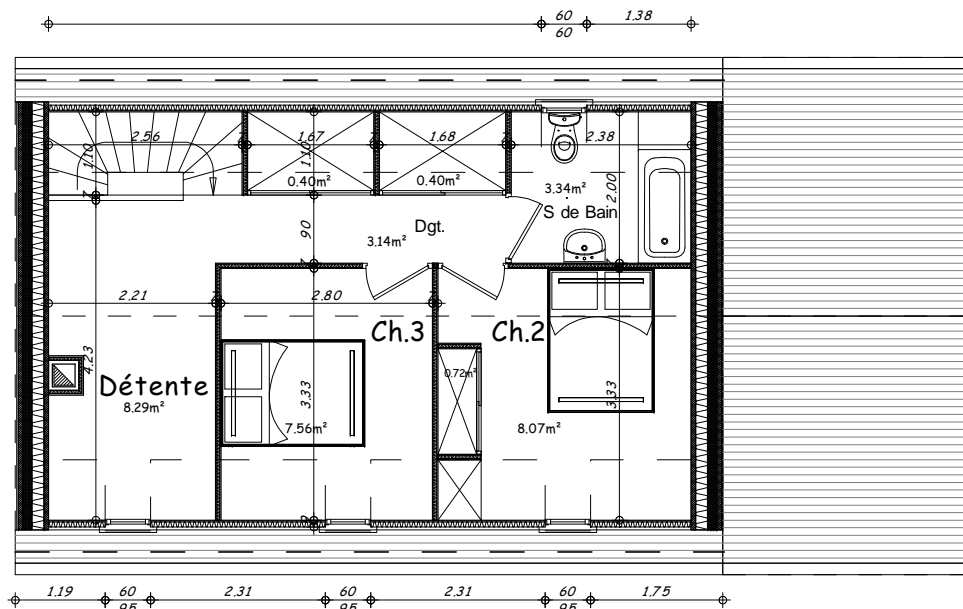 60
60
1.38
2.56
1.67
1.68
2.38
1.10
1.10
0.40m²
0.40m²
3.34m²
2.00
S de Bain
Dgt.
90
3.14m²
2.21
2.80
Ch.3
Ch.2
4.23
0.72m²
Détente
8.29m²
3.33
7.56m²
3.33
8.07m²
1.19
60
95
2.31
60
95
2.31
60
95
1.75